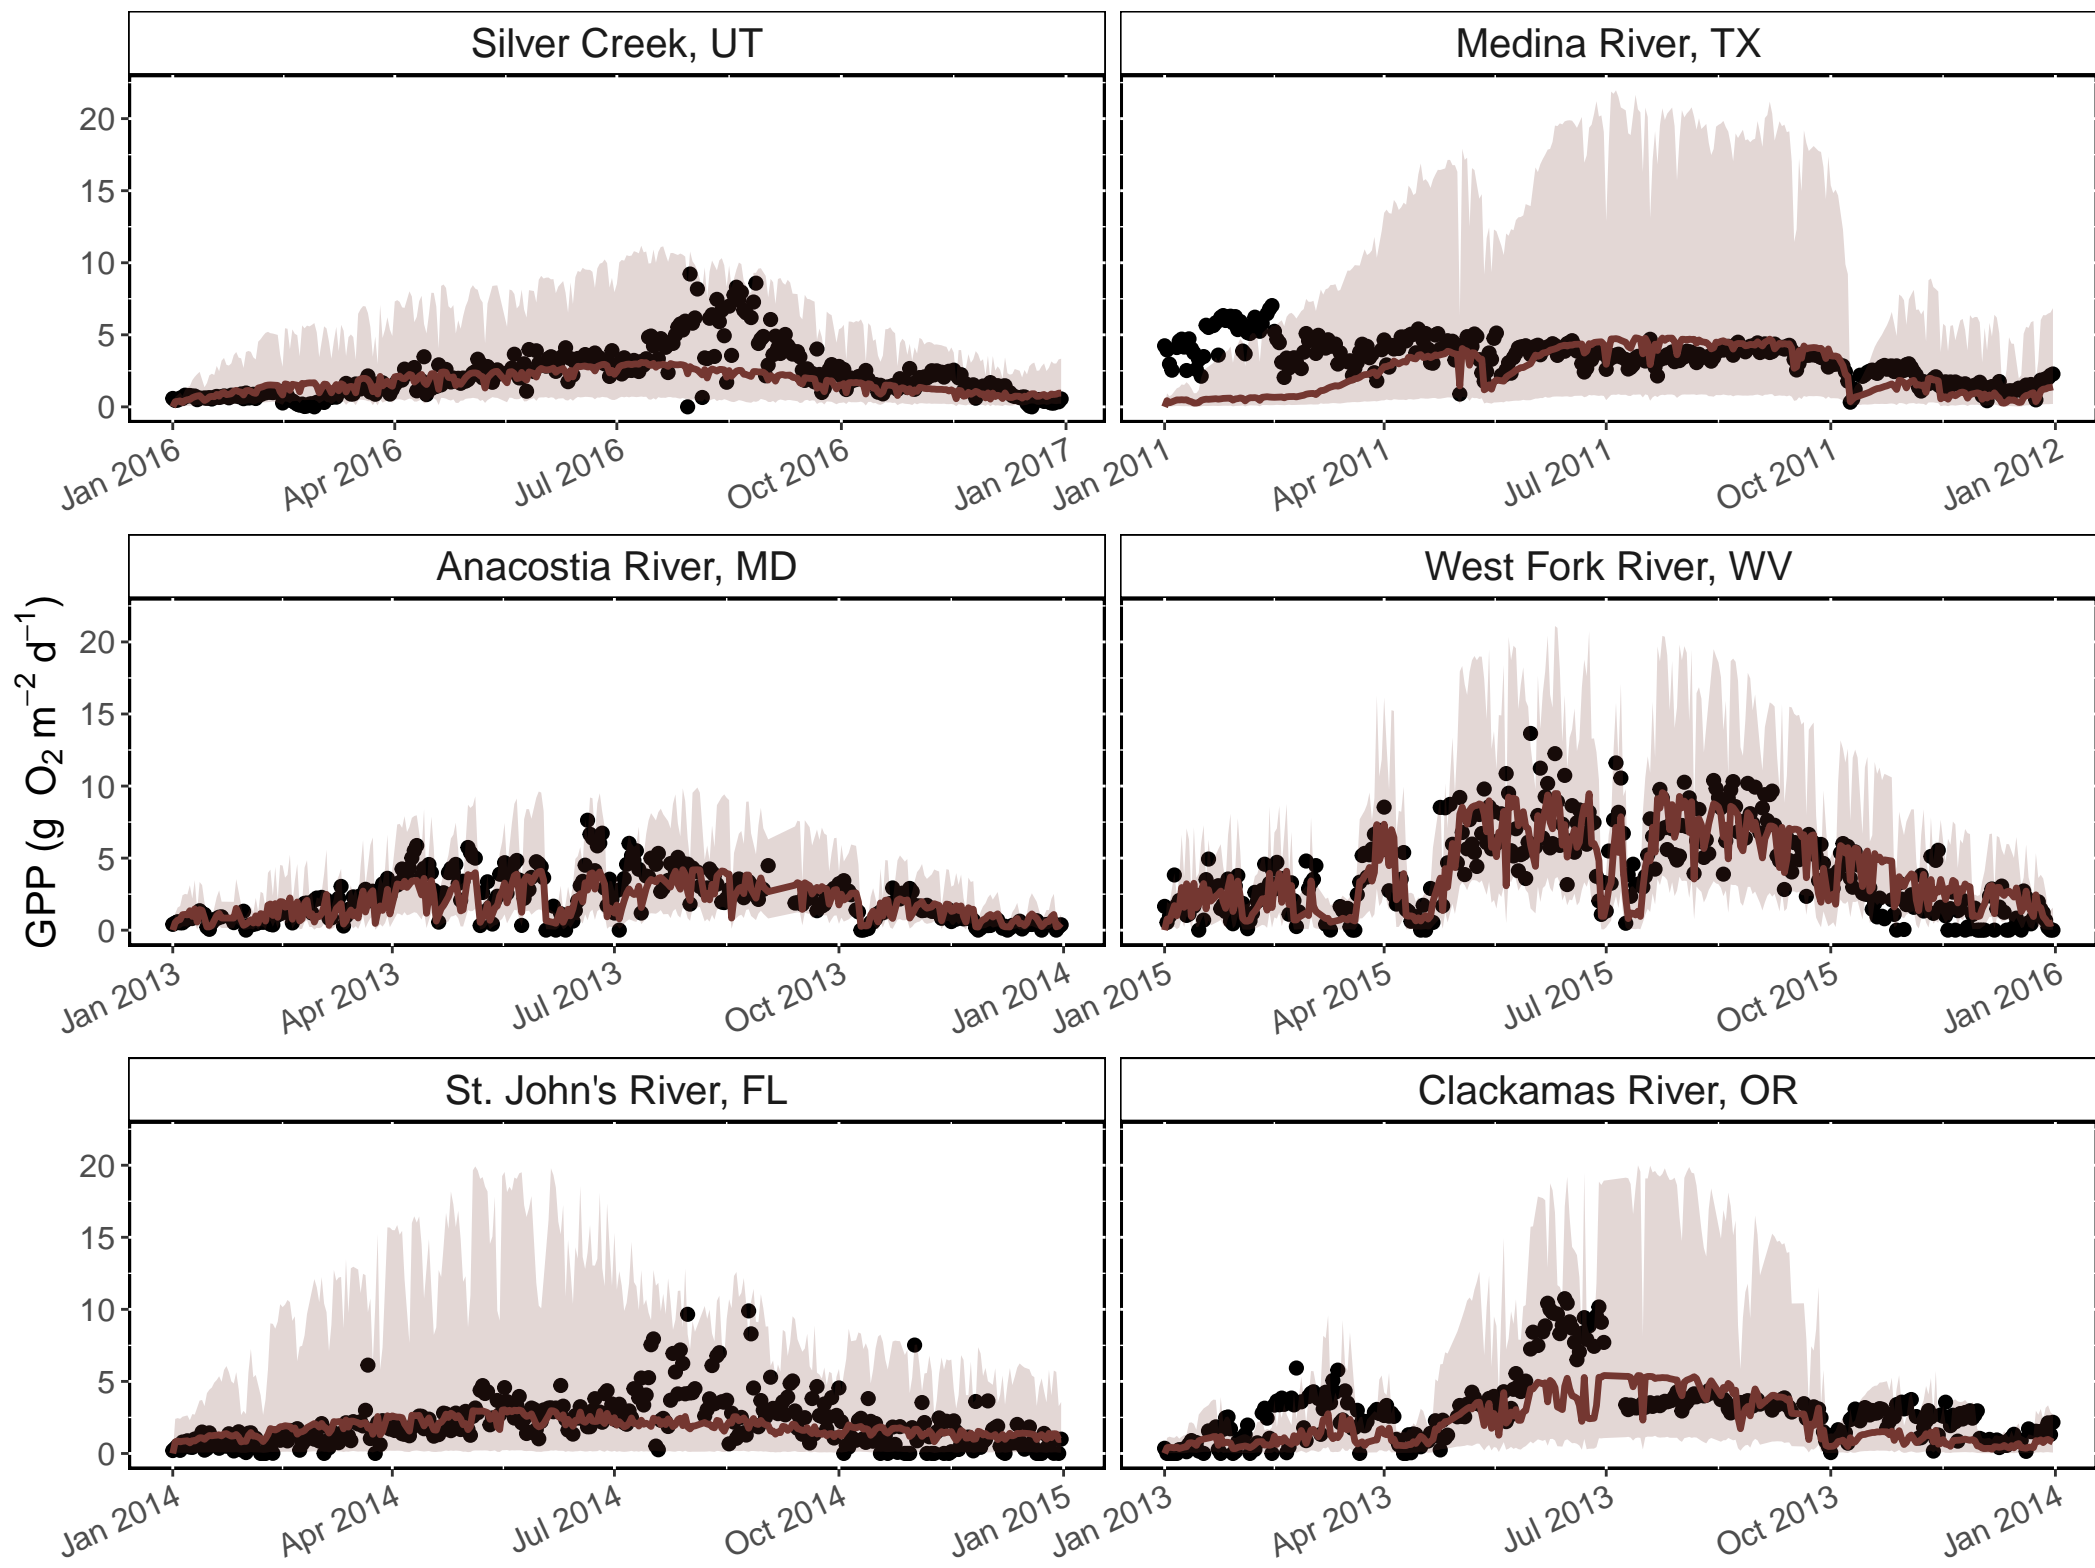 Silver Creek, UT
Medina River, TX
20
15
10
5
0
Jan 2016
Apr 2016
Jul 2016
Oct 2016
Jan 2017
Jan 2011
Apr 2011
Jul 2011
Oct 2011
Jan 2012
Anacostia River, MD
West Fork River, WV
GPP (g O₂ m⁻² d⁻¹)
20
15
10
5
0
Jan 2013
Apr 2013
Jul 2013
Oct 2013
Jan 2014
Jan 2015
Apr 2015
Jul 2015
Oct 2015
Jan 2016
St. John's River, FL
Clackamas River, OR
20
15
10
5
0
Jan 2014
Apr 2014
Jul 2014
Oct 2014
Jan 2015
Jan 2013
Apr 2013
Jul 2013
Oct 2013
Jan 2014